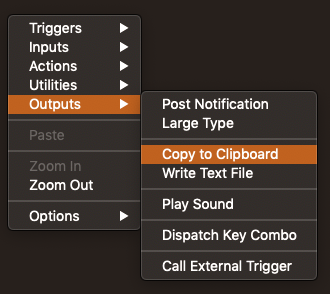 Triggers
Inputs
Actions
Utilities
Outputs
Paste
Zoom In
Zoom Out
Options
Post Notification
Large Type
Copy to Clipboard
Write Text File
Play Sound
Dispatch Key Combo
Call External Trigger